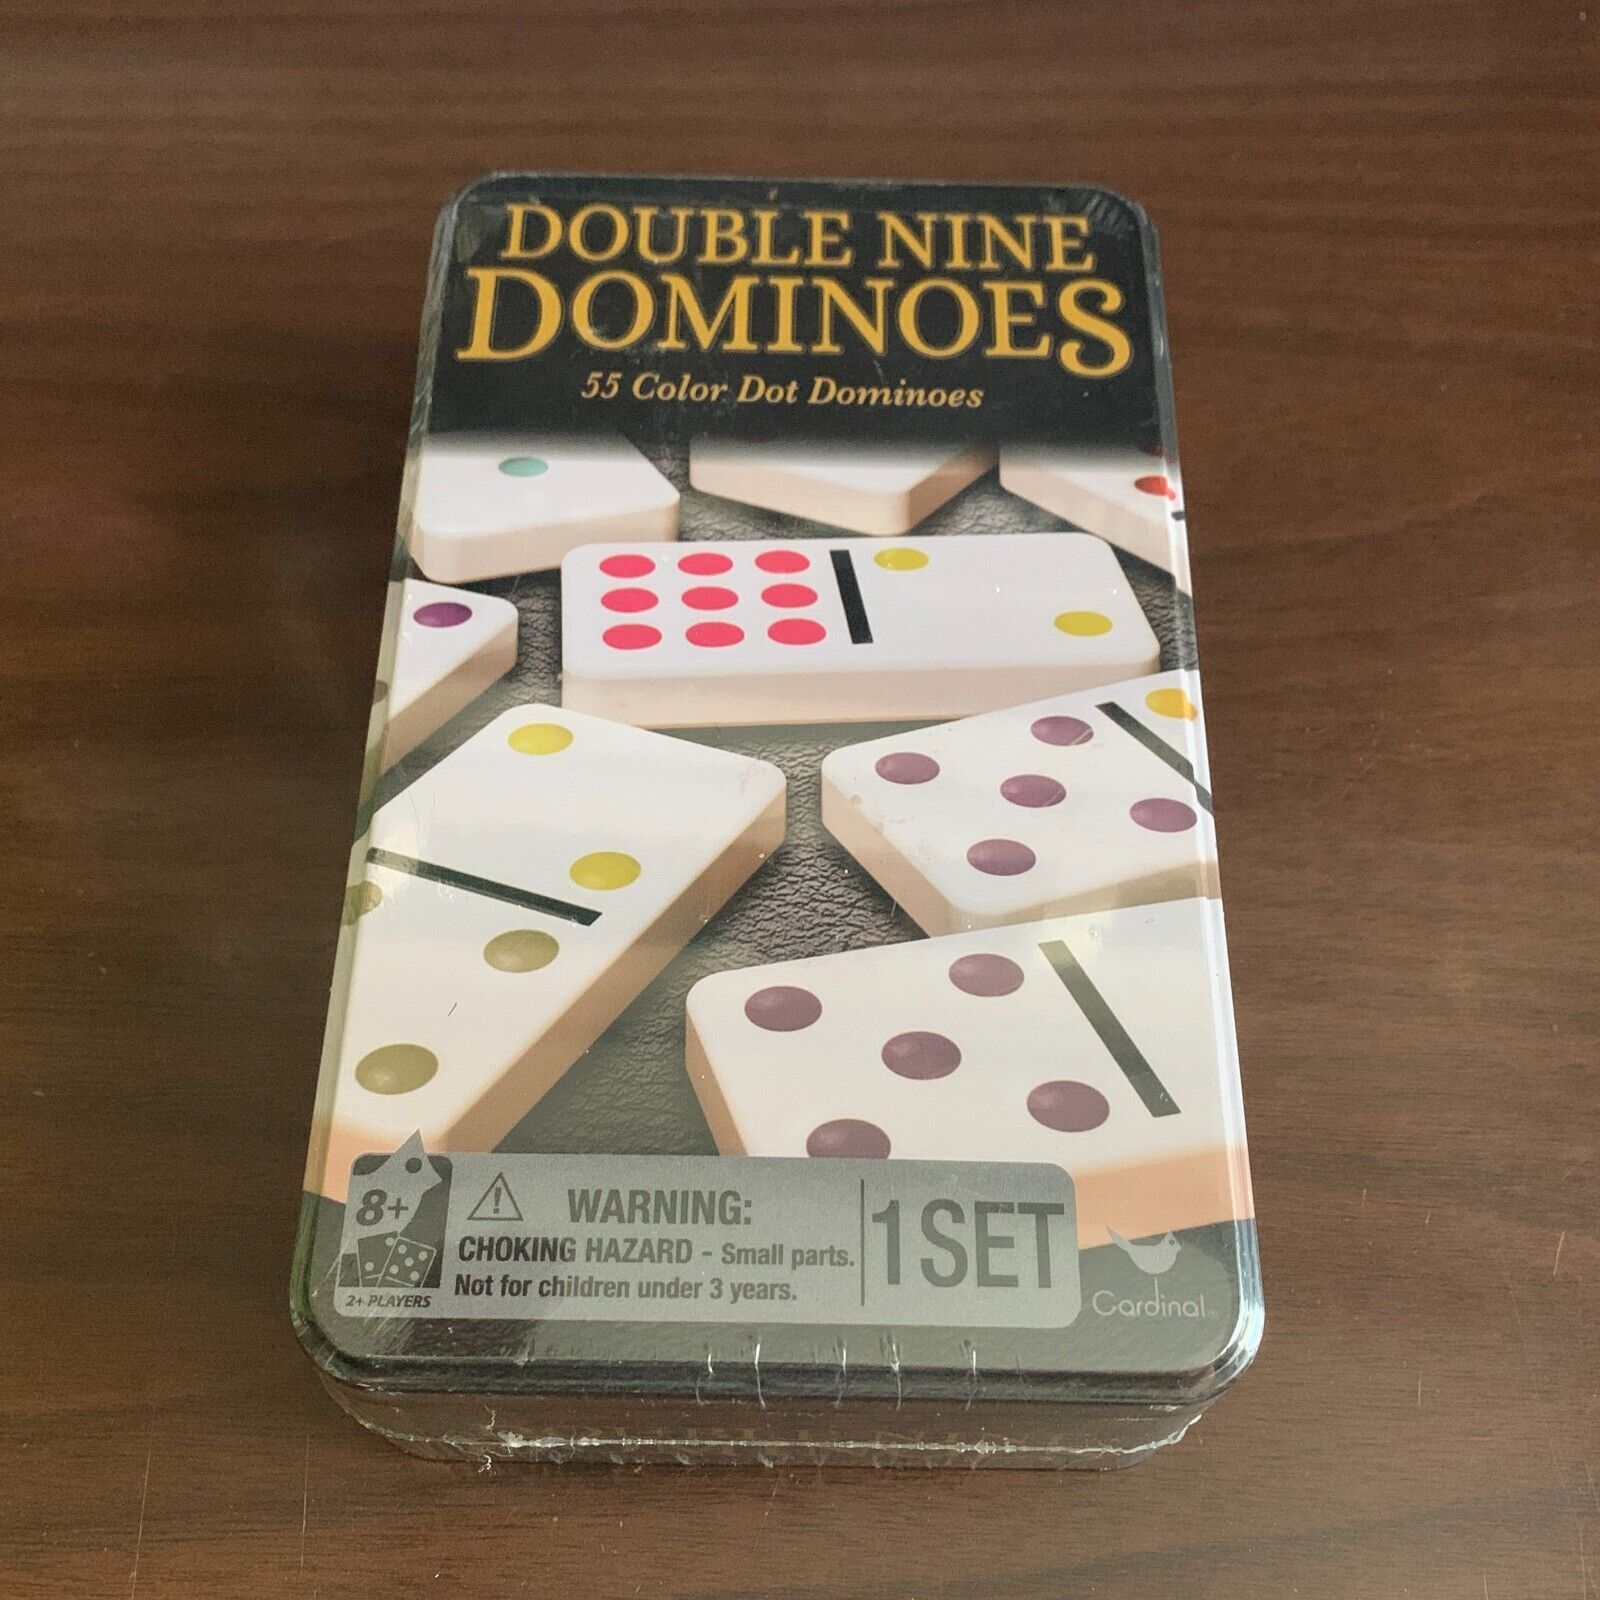 DOUBLE NINE
DOMINOES
55 Color Dot Dominoes
8+
2+ PLAYERS
WARNING:
CHOKING HAZARD - Small parts.
Not for children under 3 years.
1 SET
Cardinal